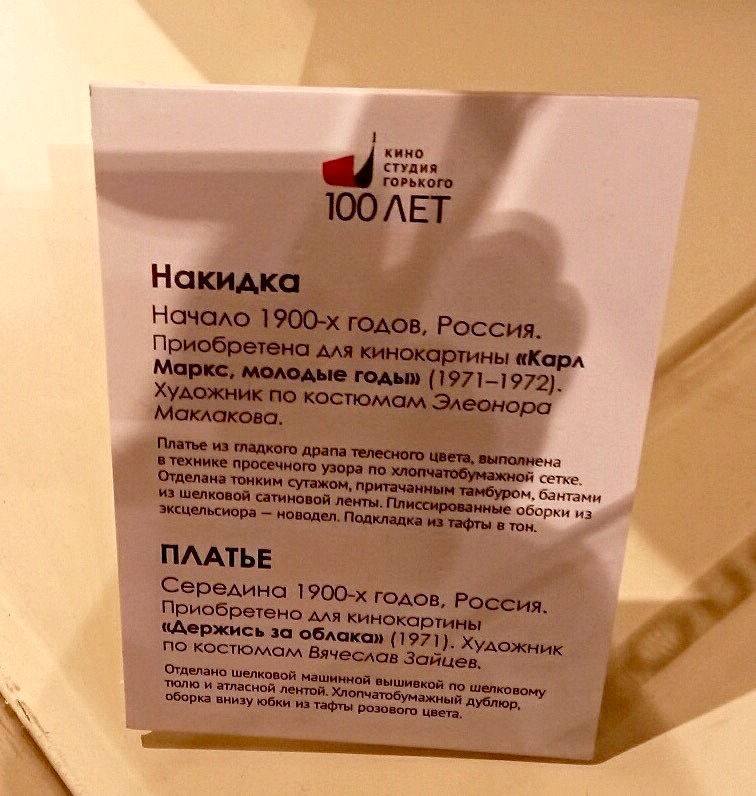 КИНО
СТУДИЯ
ГОРЬКОГО
100 ЛЕТ
Накидка
Начало 1900-х годов, Россия.
Приобретена для кинокартины «Карл
Маркс, молодые годы» (1971–1972).
Художник по костюмам Элеонора
Маклакова.
Платье из гладкого драпа телесного цвета, выполнена
в технике просечного узора по хлопчатобумажной сетке.
Отделана тонким сутажом, притачанным тамбуром, бантами
из шелковой сатиновой ленты. Плиссированные оборки из
эксцельсиора — новодел. Подкладка из тафты в тон.
ПЛАТЬЕ
Середина 1900-х годов, Россия.
Приобретено для кинокартины
«Держись за облака» (1971). Художник
по костюмам Вячеслав Зайцев.
Отделано шелковой машинной вышивкой по шелковому
тюлю и атласной лентой. Хлопчатобумажный дублюр,
оборка внизу юбки из тафты розового цвета.